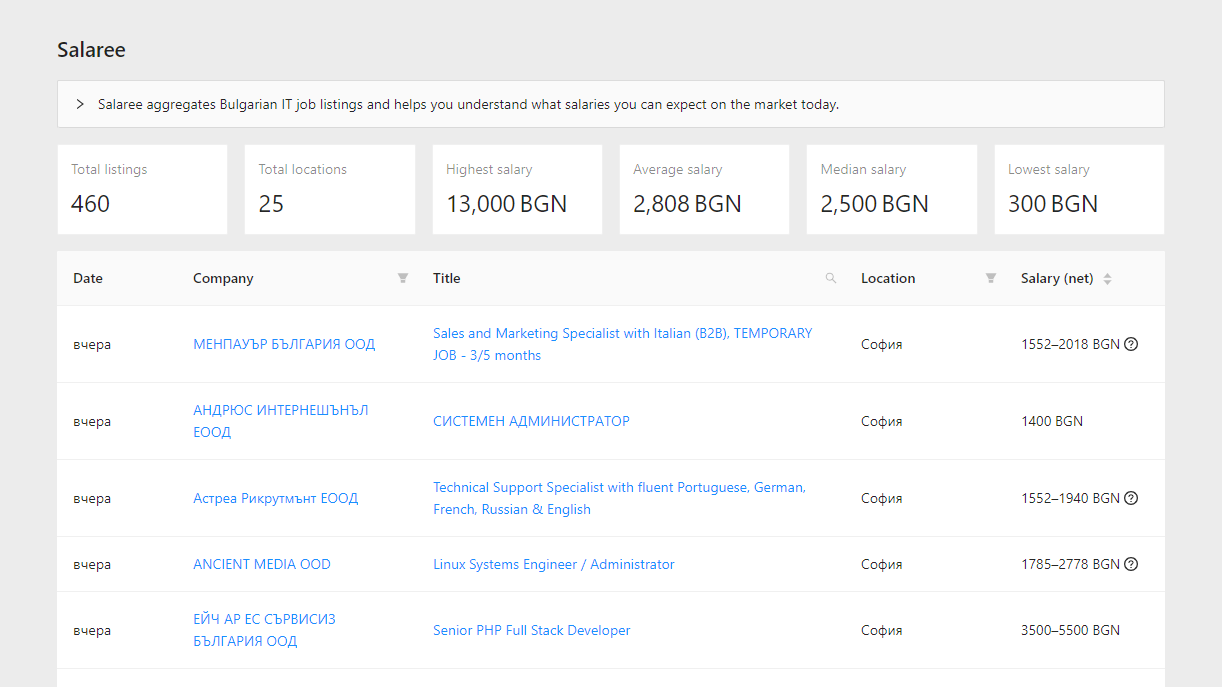 Salaree
Salaree aggregates Bulgarian IT job listings and helps you understand what salaries you can expect on the market today.
Total listings
460
Total locations
25
Highest salary
13,000 BGN
Average salary
2,808 BGN
Median salary
2,500 BGN
Lowest salary
300 BGN
Date Company Title Location Salary (net)
вчера
МЕНПАУЪР БЪЛГАРИЯ ООД
Sales and Marketing Specialist with Italian (B2B), TEMPORARY
JOB - 3/5 months
София
1552–2018 BGN
вчера
АНДРЮС ИНТЕРНЕШЪНЪЛ
ЕООД
СИСТЕМЕН АДМИНИСТРАТОР
София
1400 BGN
вчера
Астреа Рикрутмънт ЕООД
Technical Support Specialist with fluent Portuguese, German,
French, Russian & English
София
1552–1940 BGN
вчера
ANCIENT MEDIA OOD
Linux Systems Engineer / Administrator
София
1785–2778 BGN
вчера
ЕЙЧ АР ЕС СЪРВИСИЗ
БЪЛГАРИЯ ООД
Senior PHP Full Stack Developer
София
3500–5500 BGN